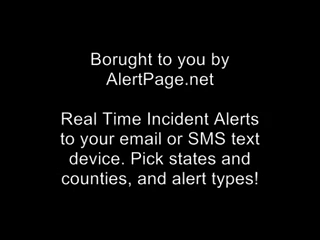 Borught to you by
AlertPage.net
Real Time Incident Alerts
to your email or SMS text
device. Pick states and
counties, and alert types!